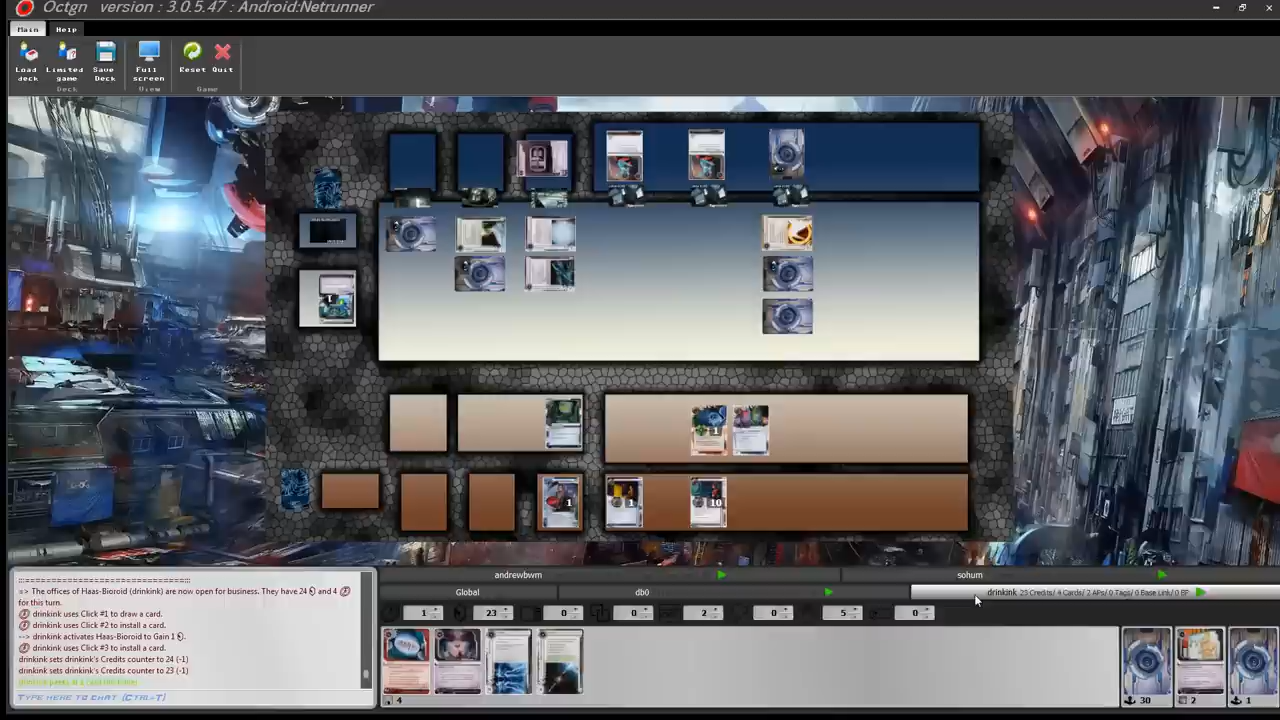 Octgn version : 3.0.5.47 : Android:Netrunner
Main Help
Load deck
Limited game
Save Deck
Full screen
Reset
Quit
Deck
View
Game
1
1
10
1
1
=> The offices of Haas-Bioroid (drinkink) are now open for business. They have 24 and 4
for this turn.
drinkink uses Click #1 to draw a card.
drinkink uses Click #2 to install a card.
--> drinkink activates Haas-Bioroid to Gain 1
drinkink uses Click #3 to install a card.
drinkink sets drinkink's Credits counter to 24 (-1)
drinkink sets drinkink's Credits counter to 23 (-1)
TYPE HERE TO CHAT (CTRL+T)
andrewbwm
sohum
Global
db0
drinkink 23 Credits/ 4 Cards/ 2 APs/ 0 Tags/ 0 Base Link/ 0 BP
1 23 0 0 2 0 5 0
4
30
2
1